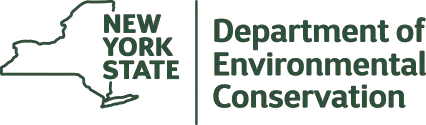 NEW
YORK
STATE
Department of
Environmental
Conservation